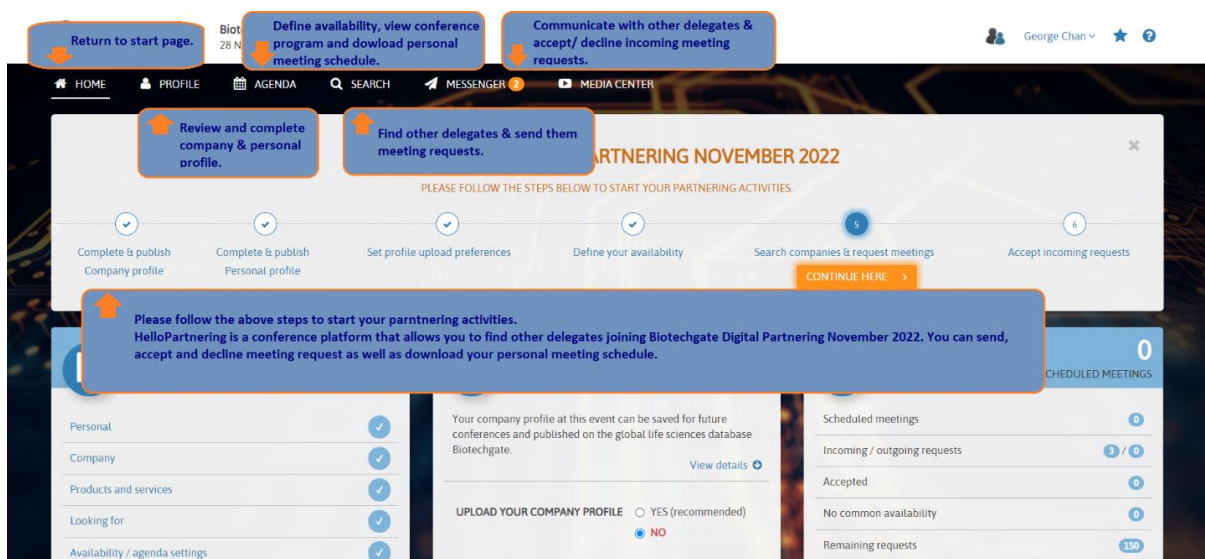 Return to start page.
Biot
28 N
Define availability, view conference
program and dowload personal
meeting schedule.
Communicate with other delegates &
accept/ decline incoming meeting
requests.
George Chan
HOME
PROFILE
AGENDA
SEARCH
MESSENGER 2
MEDIA CENTER
Review and complete
company & personal
profile.
Find other delegates & send them
meeting requests.
ARTNERING NOVEMBER 2022
PLEASE FOLLOW THE STEPS BELOW TO START YOUR PARTNERING ACTIVITIES.
Complete & publish
Company profile
Complete & publish
Personal profile
Set profile upload preferences
Define your availability
5
Search companies & request meetings
CONTINUE HERE >
6
Accept incoming requests
Please follow the above steps to start your parntnering activities.
HelloPartnering is a conference platform that allows you to find other delegates joining Biotechgate Digital Partnering November 2022. You can send,
accept and decline meeting request as well as download your personal meeting schedule.
0
CHEDULED MEETINGS
Personal
Company
Products and services
Looking for
Availability / agenda settings
Your company profile at this event can be saved for future
conferences and published on the global life sciences database
Biotechgate.
View details
UPLOAD YOUR COMPANY PROFILE
YES (recommended)
NO
Scheduled meetings 0
Incoming / outgoing requests 3 / 0
Accepted 0
No common availability 0
Remaining requests 150